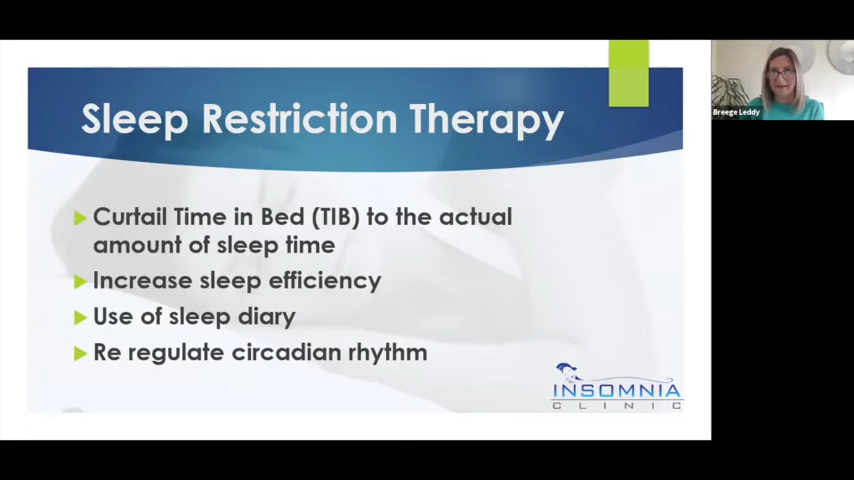 Sleep Restriction Therapy
Curtail Time in Bed (TIB) to the actual
amount of sleep time
Increase sleep efficiency
Use of sleep diary
Re regulate circadian rhythm
INSOMNIA
CLINIC
Breege Leddy